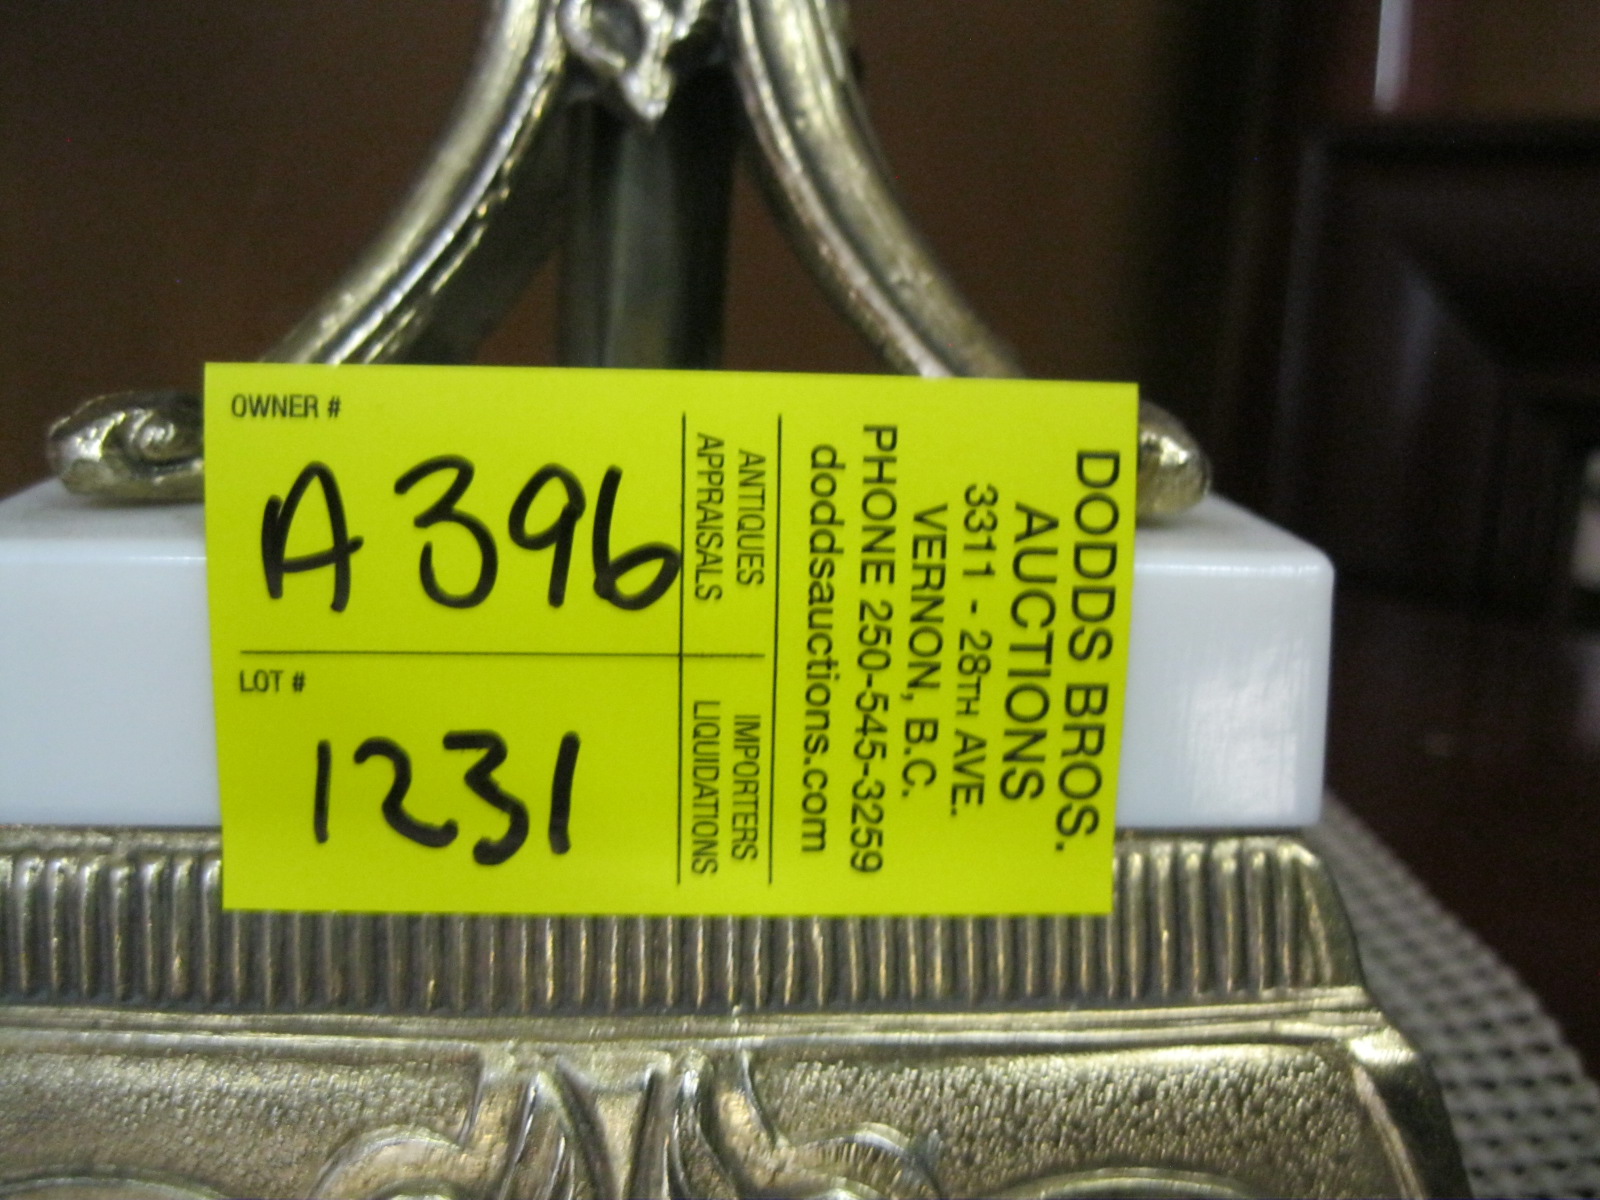 OWNER #
A 396
LOT #
1231
ANTIQUES IMPORTERS
APPRAISALS LIQUIDATIONS
DODDS BROS.
AUCTIONS
3311 - 28TH AVE.
VERNON, B.C.
PHONE 250-545-3259
doddsauctions.com